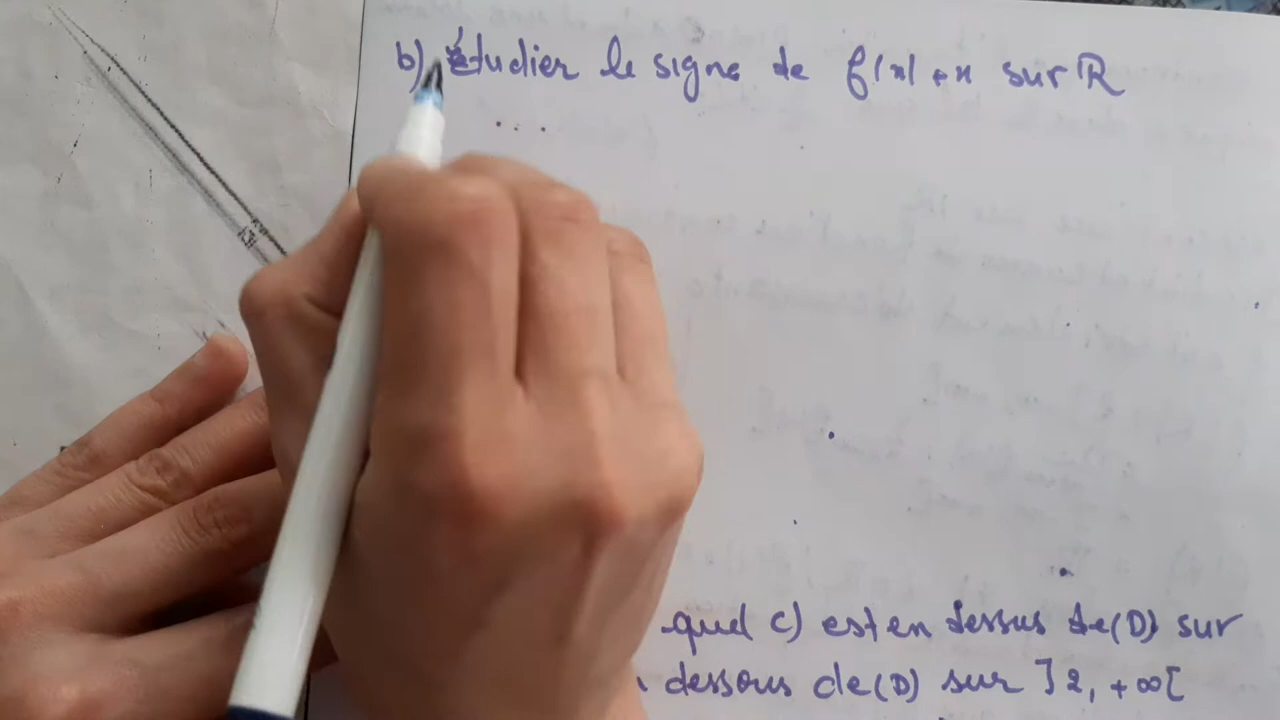 b) étudier le signe de f(x)+x sur ℝ
...
quel c) est en dessus de (D) sur
dessous de (D) sur ]2, +∞[